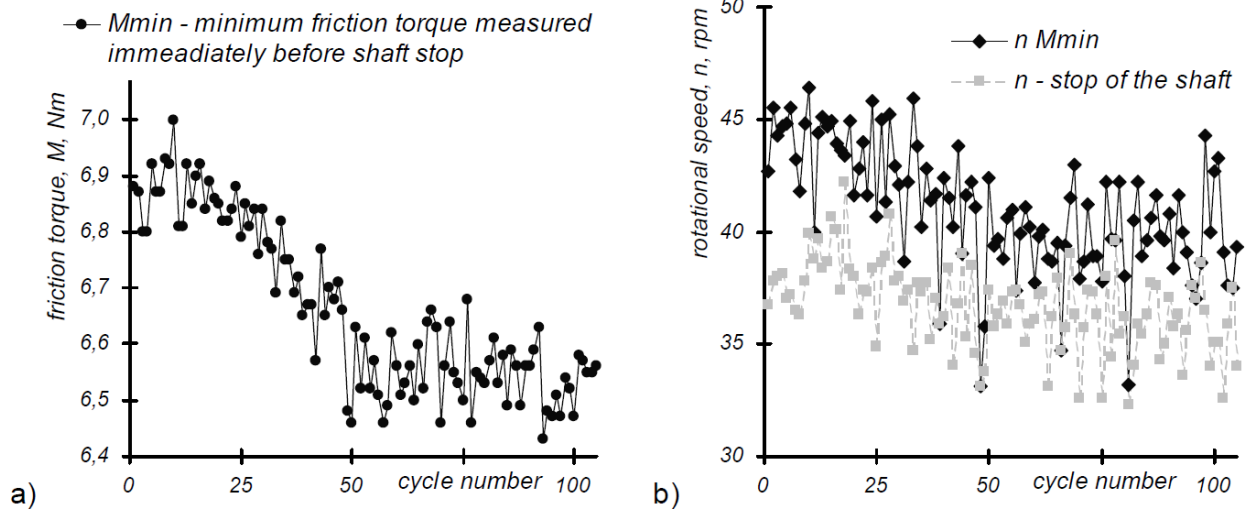 Mmin - minimum friction torque measured
immeadiately before shaft stop
friction torque, M, Nm
7,0
6,9
6,8
6,7
6,6
6,5
6,4
0
25
50
cycle number
100
a)
n Mmin
n - stop of the shaft
rotational speed, n, rpm
50
45
40
35
30
0
25
50
cycle number
100
b)